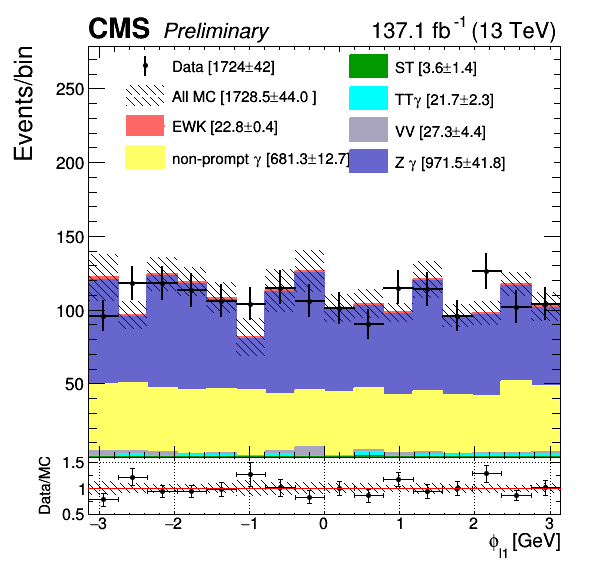 CMS Preliminary 137.1 fb⁻¹ (13 TeV)
Events/bin
Data [1724±42]
All MC [1728.5±44.0 ]
EWK [22.8±0.4]
non-prompt γ [681.3±12.7]
ST [3.6±1.4]
TTγ [21.7±2.3]
VV [27.3±4.4]
Z γ [971.5±41.8]
250
200
150
100
50
Data/MC
1.5
1
0.5
−3 −2 −1 0 1 2 3
ϕ_l1 [GeV]